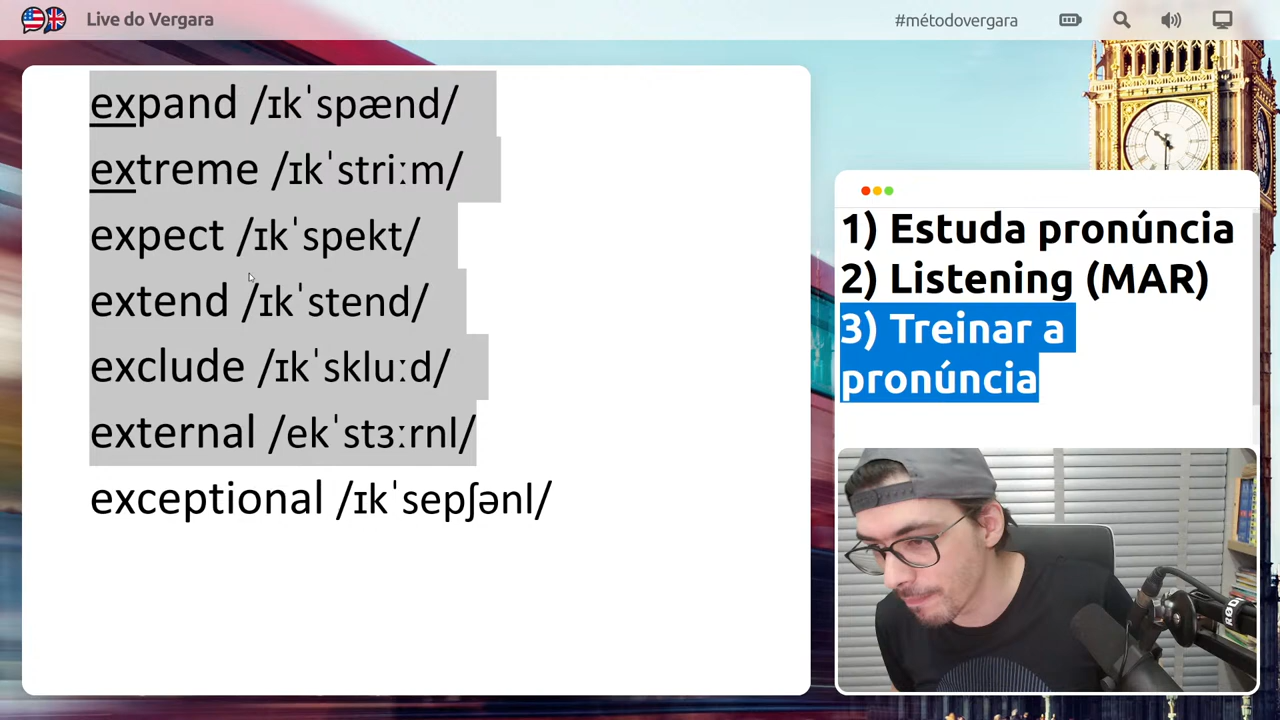 Live do Vergara
#métodovergara
expand /ɪkˈspænd/
extreme /ɪkˈstriːm/
expect /ɪkˈspekt/
extend /ɪkˈstend/
exclude /ɪkˈskluːd/
external /ekˈstɜːrnl/
exceptional /ɪkˈsepʃənl/
1) Estuda pronúncia
2) Listening (MAR)
3) Treinar a
pronúncia
RØDE